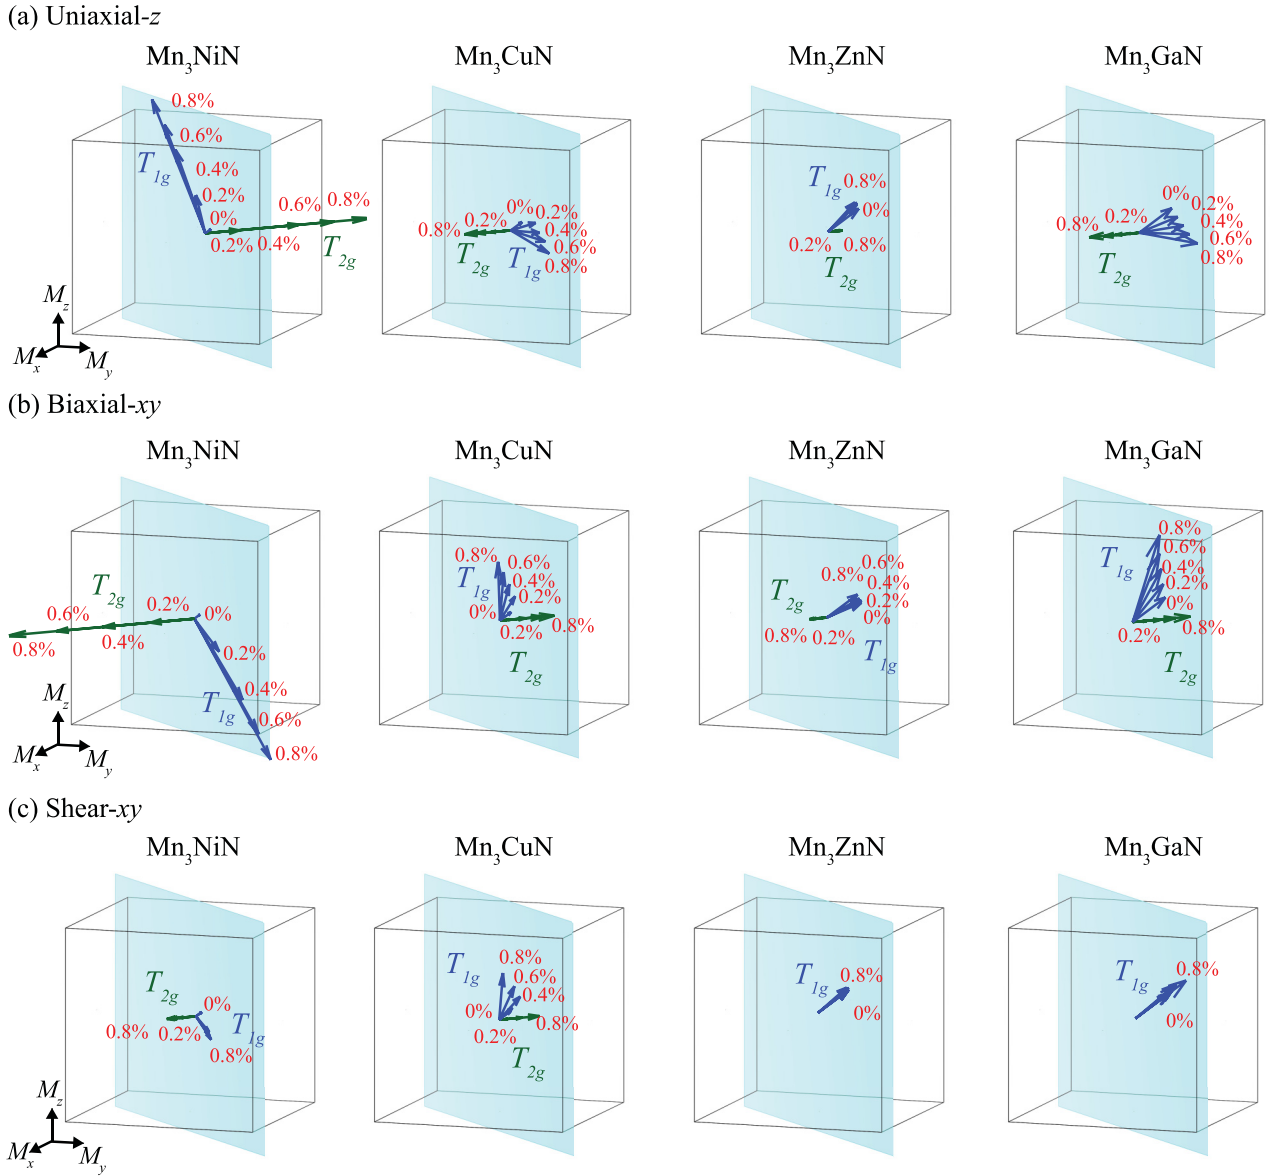 (a) Uniaxial-z
Mn3NiN Mn3CuN Mn3ZnN Mn3GaN
0.8%
0.6%
T1g
0.4%
0.2%
0%
0.2%
0.4%
0.6%
0.8%
T2g
0.8%
0.2%
0%
0.2%
0.4%
0.6%
0.8%
T2g
T1g
T1g
0.8%
0%
0.2%
0.8%
T2g
0.8%
0.2%
0%
0.2%
0.4%
0.6%
0.8%
T2g
Mz
Mx
My
(b) Biaxial-xy
Mn3NiN Mn3CuN Mn3ZnN Mn3GaN
T2g
0.8%
0.6%
0.4%
0.2%
0%
0.2%
0.4%
0.6%
0.8%
T1g
0.8%
0.6%
0.4%
0.2%
T1g
0%
0.2%
0.8%
T2g
0.6%
0.8%
0.4%
0.2%
0%
T2g
0.8%
0.2%
T1g
0.8%
0.6%
0.4%
0.2%
0%
T1g
0.2%
0.8%
T2g
Mz
Mx
My
(c) Shear-xy
Mn3NiN Mn3CuN Mn3ZnN Mn3GaN
T2g
0%
0.8%
0.2%
T1g
0.8%
T1g
0.8%
0.6%
0.4%
0%
0.2%
0.8%
T2g
T1g
0.8%
0%
T1g
0.8%
0%
Mz
Mx
My